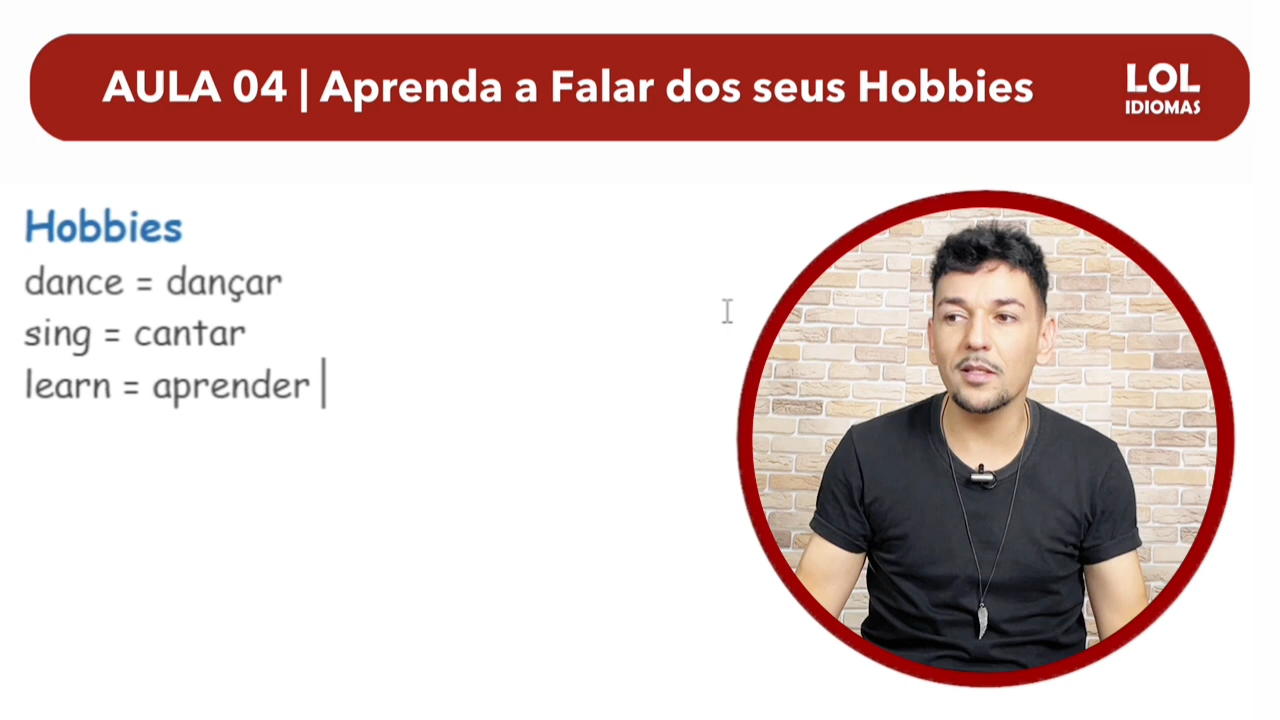 AULA 04 | Aprenda a Falar dos seus Hobbies
LOL
IDIOMAS
Hobbies
dance = dançar
sing = cantar
learn = aprender